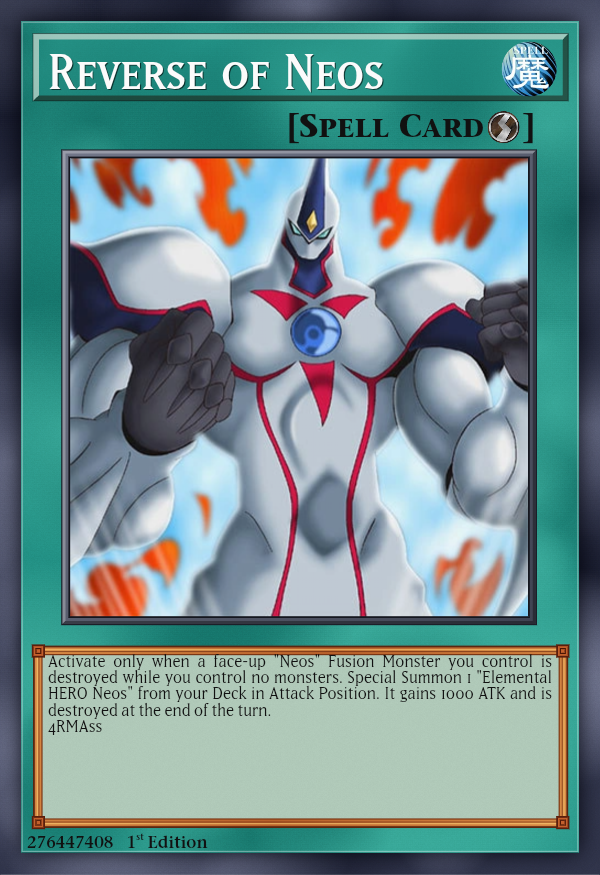 Reverse of Neos
SPELL
魔
[Spell Card]
Activate only when a face-up "Neos" Fusion Monster you control is
destroyed while you control no monsters. Special Summon 1 "Elemental
HERO Neos" from your Deck in Attack Position. It gains 1000 ATK and is
destroyed at the end of the turn.
4RMAss
276447408 1st Edition